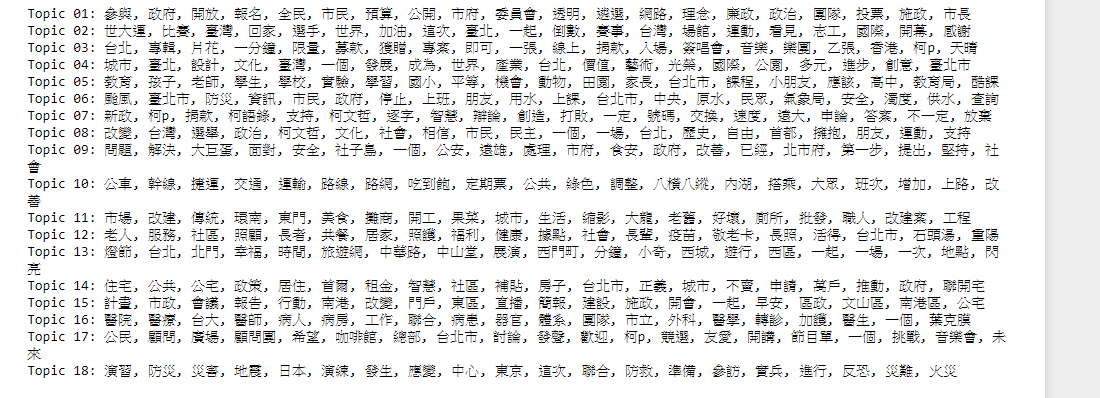 Topic 01: 參與, 政府, 開放, 報名, 全民, 市民, 預算, 公開, 市府, 委員會, 透明, 遴選, 網路, 理念, 廉政, 政治, 團隊, 投票, 施政, 市長
Topic 02: 世大運, 比賽, 臺灣, 回家, 選手, 世界, 加油, 這次, 臺北, 一起, 倒數, 賽事, 台灣, 場館, 運動, 看見, 志工, 國際, 開幕, 感謝
Topic 03: 台北, 專輯, 片花, 一分鐘, 限量, 募款, 獲贈, 專案, 即可, 一張, 線上, 捐款, 入場, 簽唱會, 音樂, 樂團, 乙張, 香港, 柯p, 天晴
Topic 04: 城市, 臺北, 設計, 文化, 臺灣, 一個, 發展, 成為, 世界, 產業, 台北, 價值, 藝術, 光榮, 國際, 公園, 多元, 進步, 創意, 臺北市
Topic 05: 教育, 孩子, 老師, 學生, 學校, 實驗, 學習, 國小, 平等, 機會, 動物, 田園, 家長, 台北市, 課程, 小朋友, 應該, 高中, 教育局, 酷課
Topic 06: 颱風, 臺北市, 防災, 資訊, 市民, 政府, 停止, 上班, 朋友, 用水, 上課, 台北市, 中央, 原水, 民眾, 氣象局, 安全, 濁度, 供水, 查詢
Topic 07: 新政, 柯p, 捐款, 柯語錄, 支持, 柯文哲, 逐字, 智慧, 辯論, 創造, 打敗, 一定, 號碼, 交換, 速度, 遠大, 申論, 答案, 不一定, 放棄
Topic 08: 改變, 台灣, 選舉, 政治, 柯文哲, 文化, 社會, 相信, 市民, 民主, 一個, 一場, 台北, 歷史, 自由, 首都, 擁抱, 朋友, 運動, 支持
Topic 09: 問題, 解決, 大巨蛋, 面對, 安全, 社子島, 一個, 公安, 遠雄, 處理, 市府, 食安, 政府, 改善, 已經, 北市府, 第一步, 提出, 堅持, 社
會
Topic 10: 公車, 幹線, 捷運, 交通, 運輸, 路線, 路網, 吃到飽, 定期票, 公共, 綠色, 調整, 八橫八縱, 內湖, 搭乘, 大眾, 班次, 增加, 上路, 改
善
Topic 11: 市場, 改建, 傳統, 環南, 東門, 美食, 攤商, 開工, 果菜, 城市, 生活, 縮影, 大龍, 老舊, 好壞, 廁所, 批發, 職人, 改建案, 工程
Topic 12: 老人, 服務, 社區, 照顧, 長者, 共餐, 居家, 照護, 福利, 健康, 據點, 社會, 長輩, 疫苗, 敬老卡, 長照, 活得, 台北市, 石頭湯, 重陽
Topic 13: 燈節, 台北, 北門, 幸福, 時間, 旅遊網, 中華路, 中山堂, 展演, 西門町, 分鐘, 小奇, 西城, 遊行, 西區, 一起, 一場, 一次, 地點, 閃
亮
Topic 14: 住宅, 公共, 公宅, 政策, 居住, 首爾, 租金, 智慧, 社區, 補貼, 房子, 台北市, 正義, 城市, 不賣, 申請, 萬戶, 推動, 政府, 聯開宅
Topic 15: 計畫, 市政, 會議, 報告, 行動, 南港, 改變, 門戶, 東區, 直播, 簡報, 建設, 施政, 開會, 一起, 早安, 區政, 文山區, 南港區, 公宅
Topic 16: 醫院, 醫療, 台大, 醫師, 病人, 病房, 工作, 聯合, 病患, 器官, 體系, 團隊, 市立, 外科, 醫學, 轉診, 加護, 醫生, 一個, 葉克膜
Topic 17: 公民, 顧問, 廣場, 顧問團, 希望, 咖啡館, 總部, 台北市, 討論, 發聲, 歡迎, 柯p, 競選, 友愛, 開講, 節目單, 一個, 挑戰, 音樂會, 未
來
Topic 18: 演習, 防災, 災害, 地震, 日本, 演練, 發生, 應變, 中心, 東京, 這次, 聯合, 防救, 準備, 參訪, 實兵, 進行, 反恐, 災難, 火災